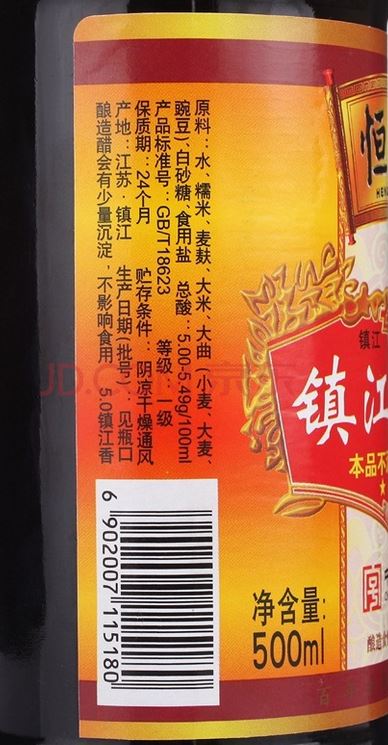 原料：水、糯米、麦麸、大米、大曲（小麦、大麦、
豌豆）、白砂糖、食用盐 总酸：5.00-5.49g/100ml
产品标准号：GB/T18623 等级：一级
保质期：24个月 贮存条件：阴凉干燥通风
产地：江苏·镇江 生产日期(批号)：见瓶口
酿造醋会有少量沉淀，不影响食用 5.0镇江香
6 902007 115180
净含量:
500ml
恒
镇江
镇江
本品不
酿造
百